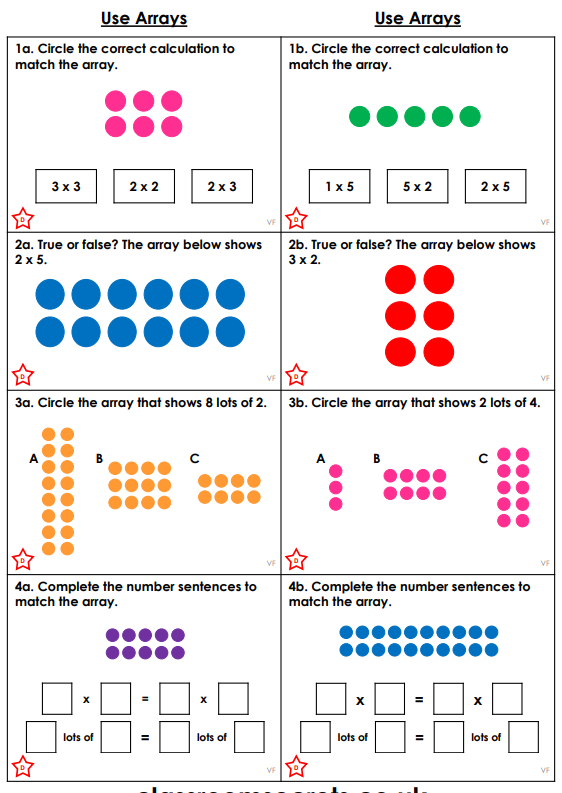 Use Arrays
Use Arrays
1a. Circle the correct calculation to
match the array.
3 x 3
2 x 2
2 x 3
D
VF
1b. Circle the correct calculation to
match the array.
1 x 5
5 x 2
2 x 5
D
VF
2a. True or false? The array below shows
2 x 5.
D
VF
2b. True or false? The array below shows
3 x 2.
D
VF
3a. Circle the array that shows 8 lots of 2.
A
B
C
D
VF
3b. Circle the array that shows 2 lots of 4.
A
B
C
D
VF
4a. Complete the number sentences to
match the array.
x = x
lots of = lots of
D
VF
4b. Complete the number sentences to
match the array.
x = x
lots of = lots of
D
VF